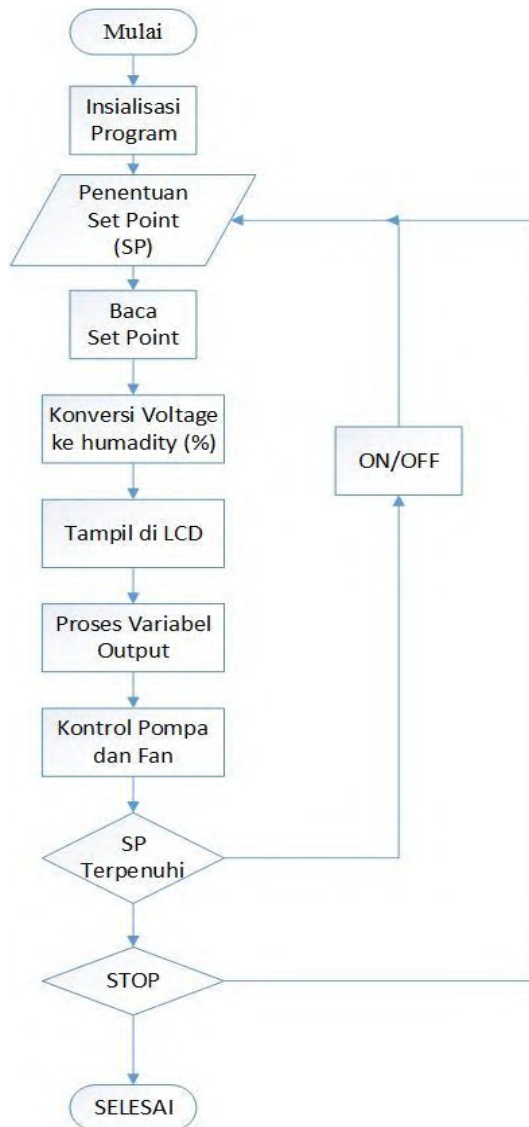 Mulai
Insialisasi
Program
Penentuan
Set Point
(SP)
Baca
Set Point
Konversi Voltage
ke humadity (%)
ON/OFF
Tampil di LCD
Proses Variabel
Output
Kontrol Pompa
dan Fan
SP
Terpenuhi
STOP
SELESAI